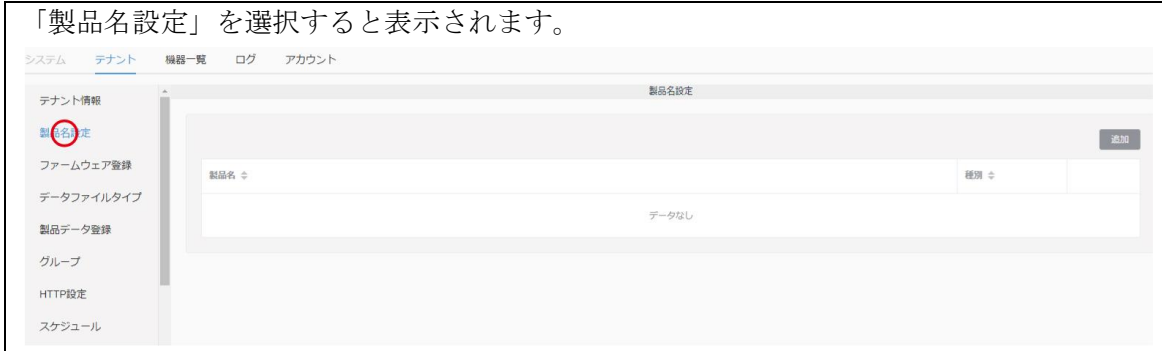 「製品名設定」を選択すると表示されます。
システム テナント 機器一覧 ログ アカウント
製品名設定
テナント情報
製品名設定
追加
ファームウェア登録
製品名 種別
データファイルタイプ
データなし
製品データ登録
グループ
HTTP設定
スケジュール